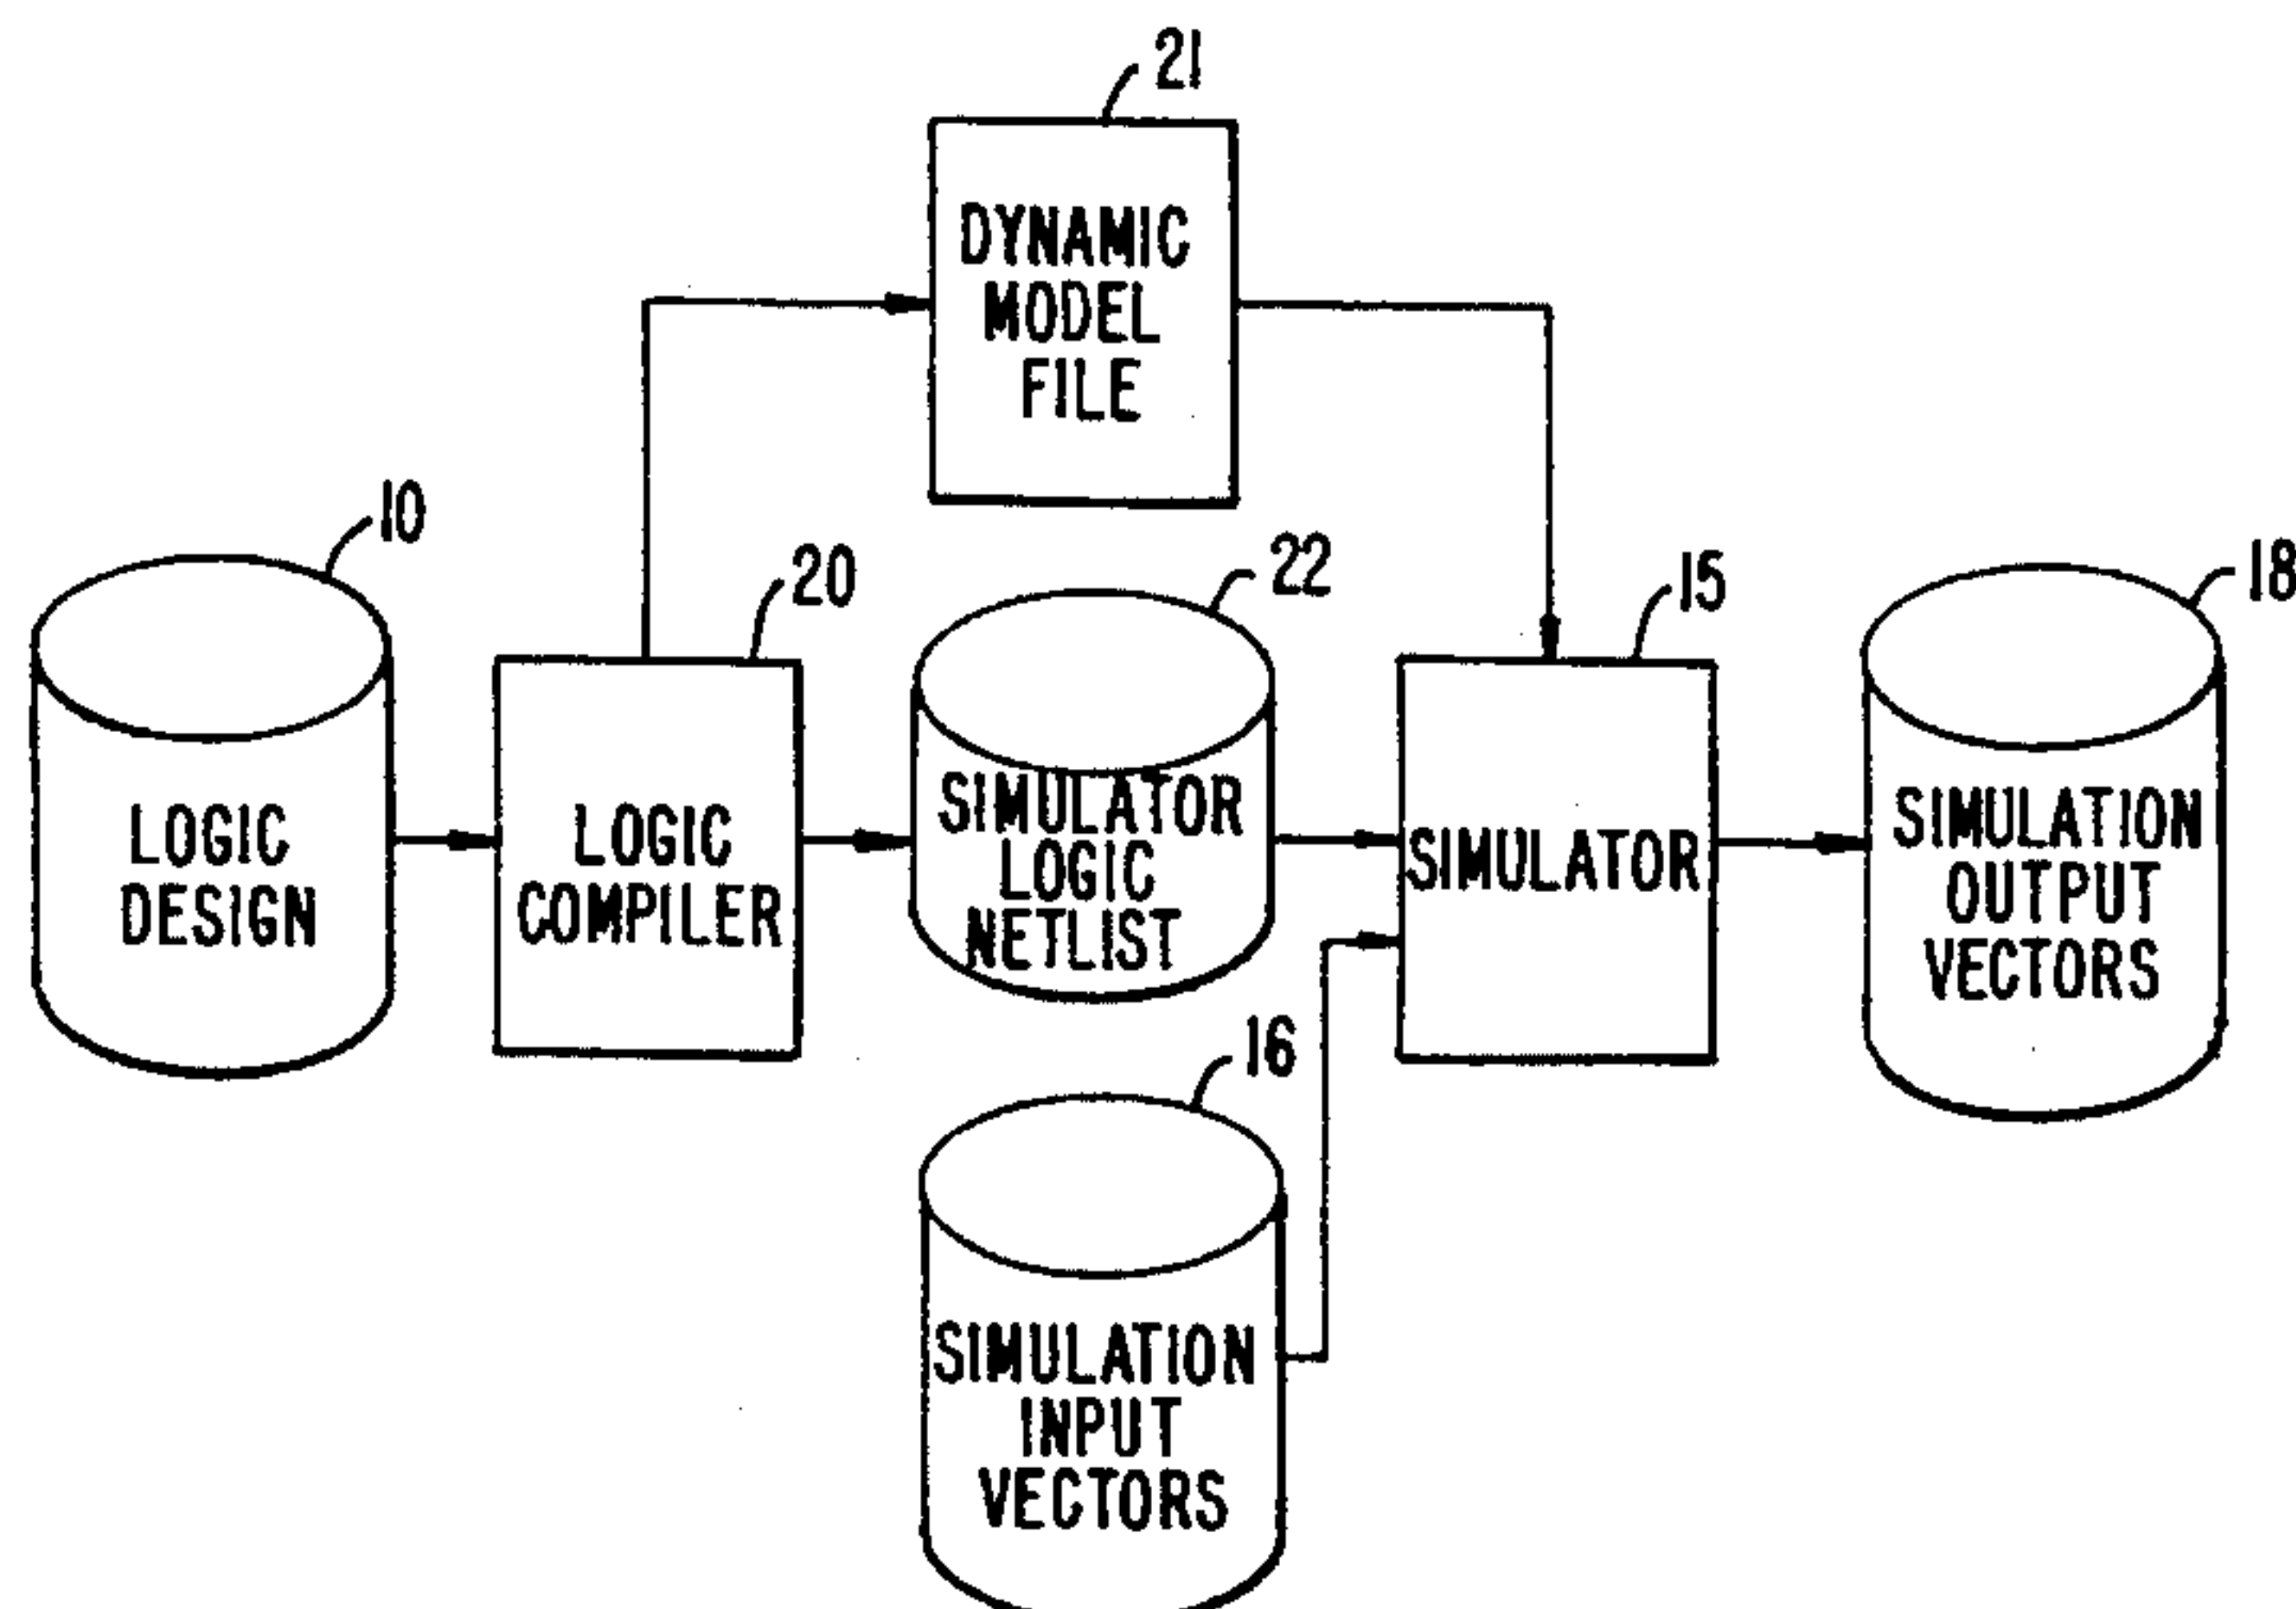 21
DYNAMIC
MODEL
FILE
10
LOGIC
DESIGN
20
LOGIC
COMPILER
22
SIMULATOR
LOGIC
NETLIST
15
SIMULATOR
18
SIMULATION
OUTPUT
VECTORS
16
SIMULATION
INPUT
VECTORS